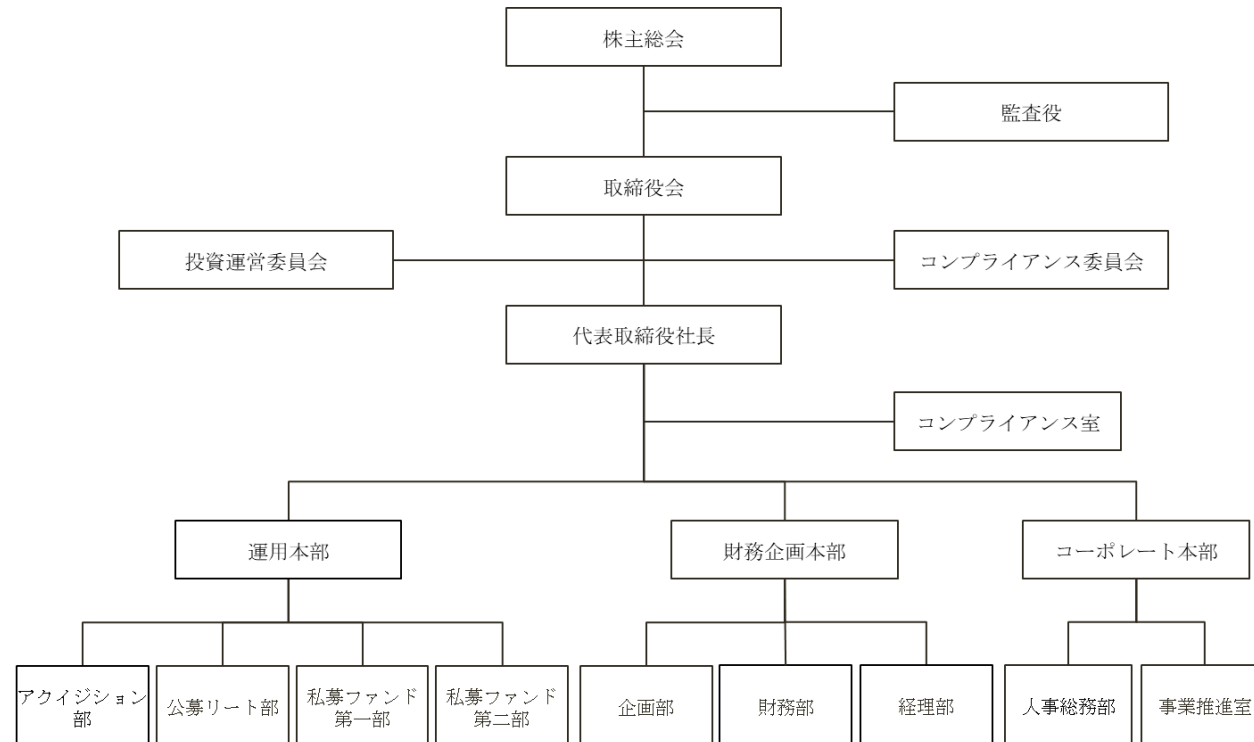 株主総会
監査役
取締役会
投資運営委員会
コンプライアンス委員会
代表取締役社長
コンプライアンス室
運用本部
財務企画本部
コーポレート本部
アクイジション
部
公募リート部
私募ファンド
第一部
私募ファンド
第二部
企画部
財務部
経理部
人事総務部
事業推進室